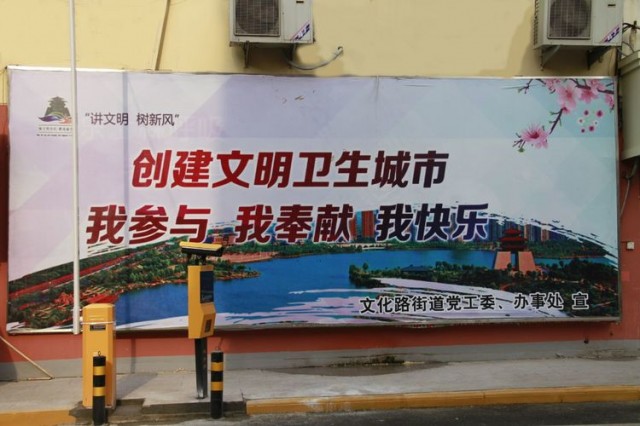 “讲文明 树新风”
创建文明卫生城市
我参与 我奉献 我快乐
文化路街道党工委、办事处 宣